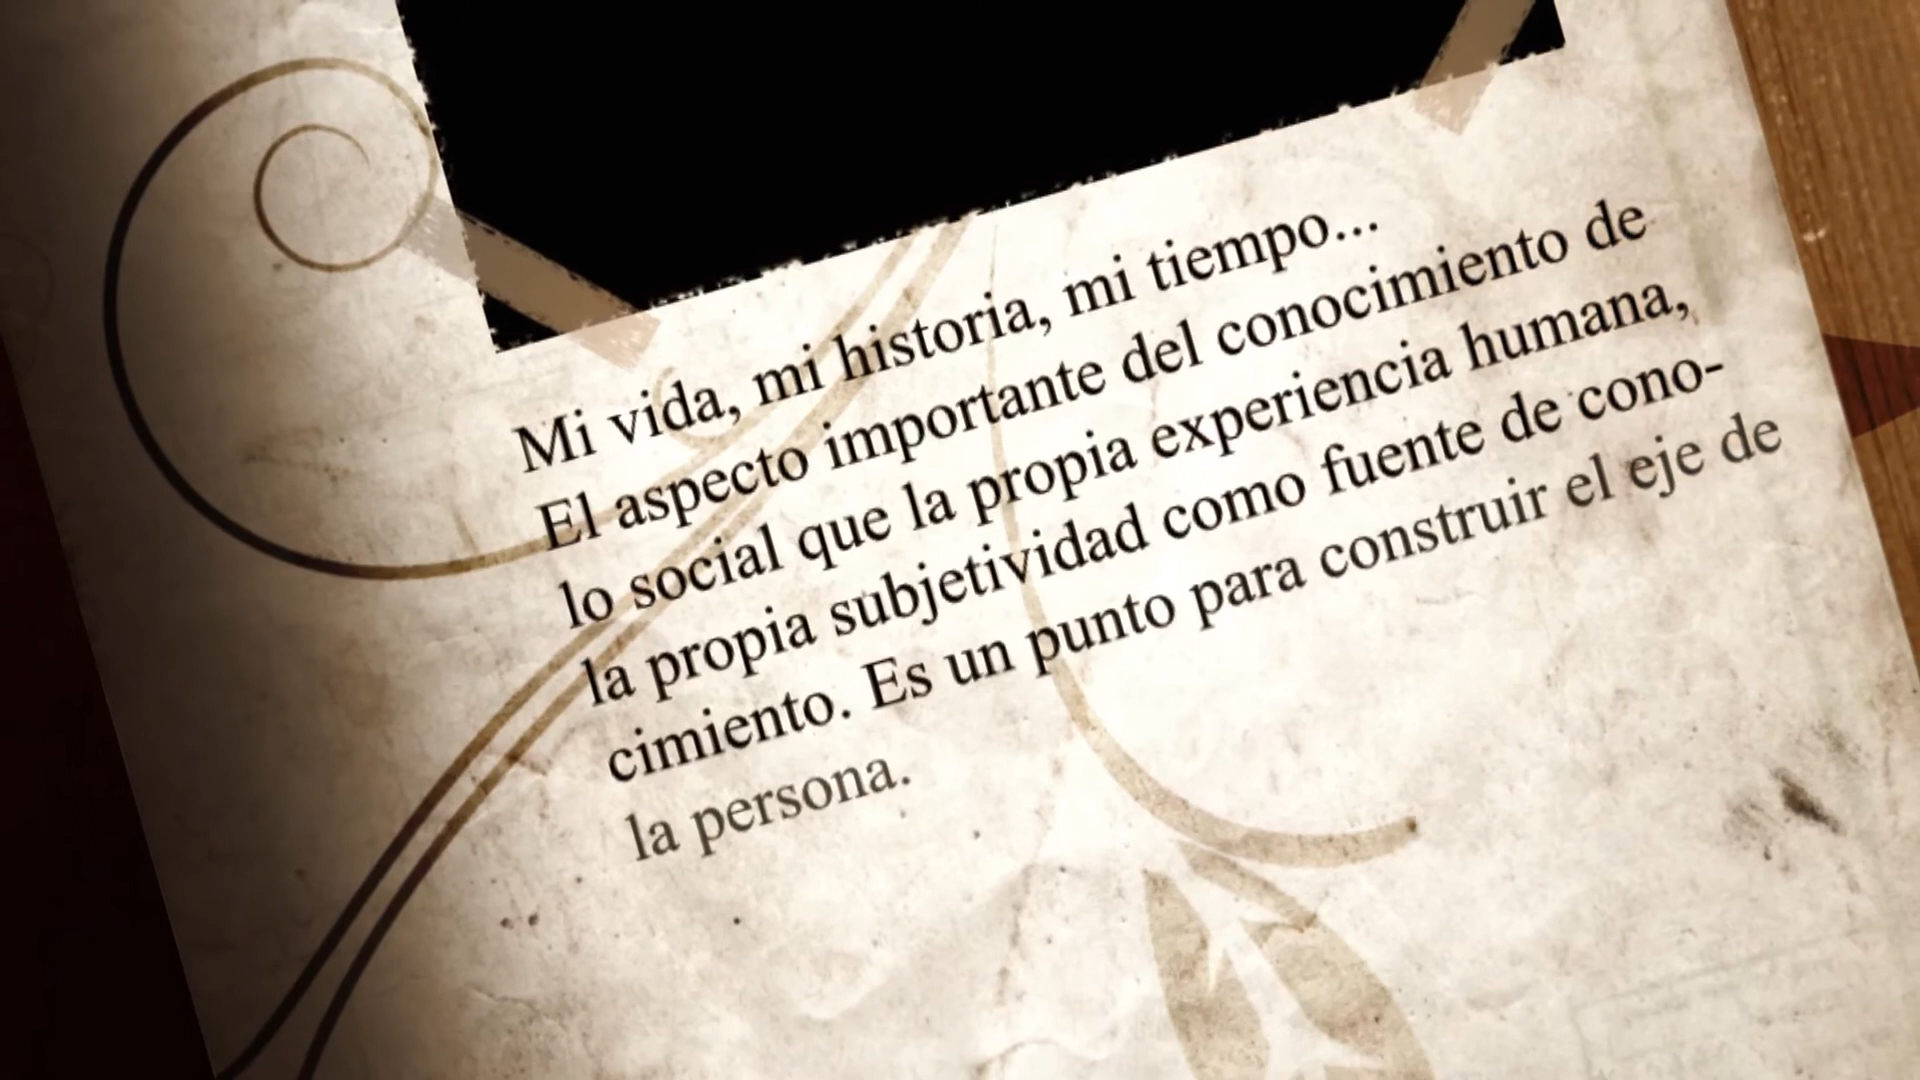 Mi vida, mi historia, mi tiempo...
El aspecto importante del conocimiento de
lo social que la propia experiencia humana,
la propia subjetividad como fuente de cono-
cimiento. Es un punto para construir el eje de
la persona.